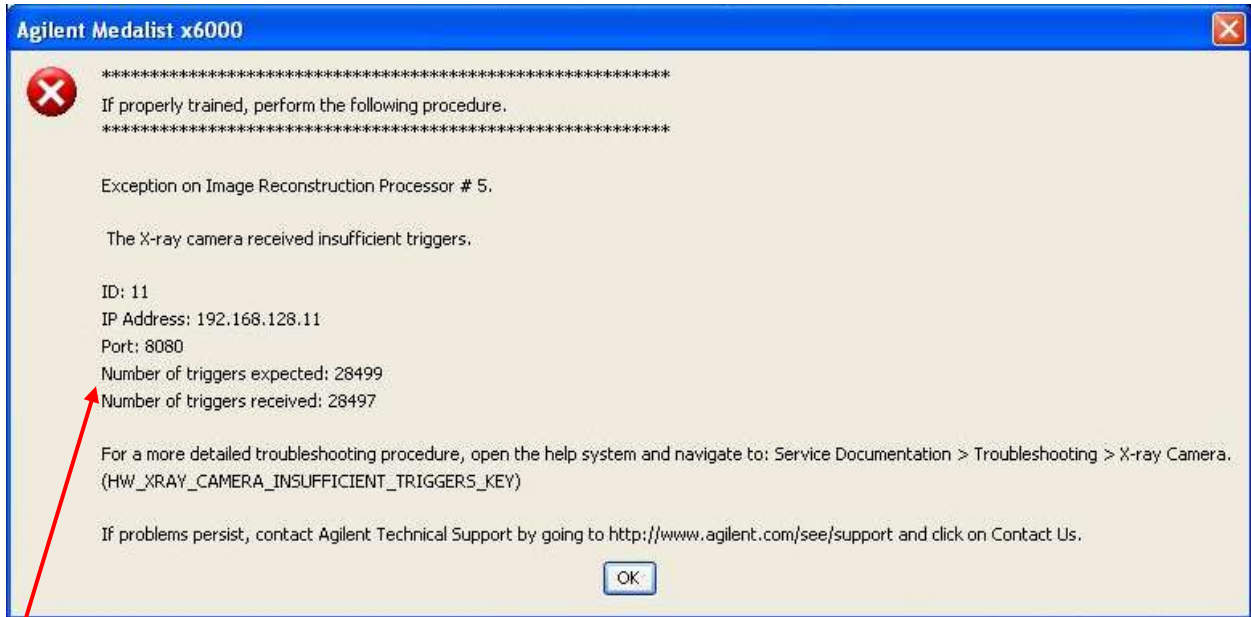 Agilent Medalist x6000
***********************************************************
If properly trained, perform the following procedure.
***********************************************************
Exception on Image Reconstruction Processor # 5.
The X-ray camera received insufficient triggers.
ID: 11
IP Address: 192.168.128.11
Port: 8080
Number of triggers expected: 28499
Number of triggers received: 28497
For a more detailed troubleshooting procedure, open the help system and navigate to: Service Documentation > Troubleshooting > X-ray Camera.
(HW_XRAY_CAMERA_INSUFFICIENT_TRIGGERS_KEY)
If problems persist, contact Agilent Technical Support by going to http://www.agilent.com/see/support and click on Contact Us.
OK